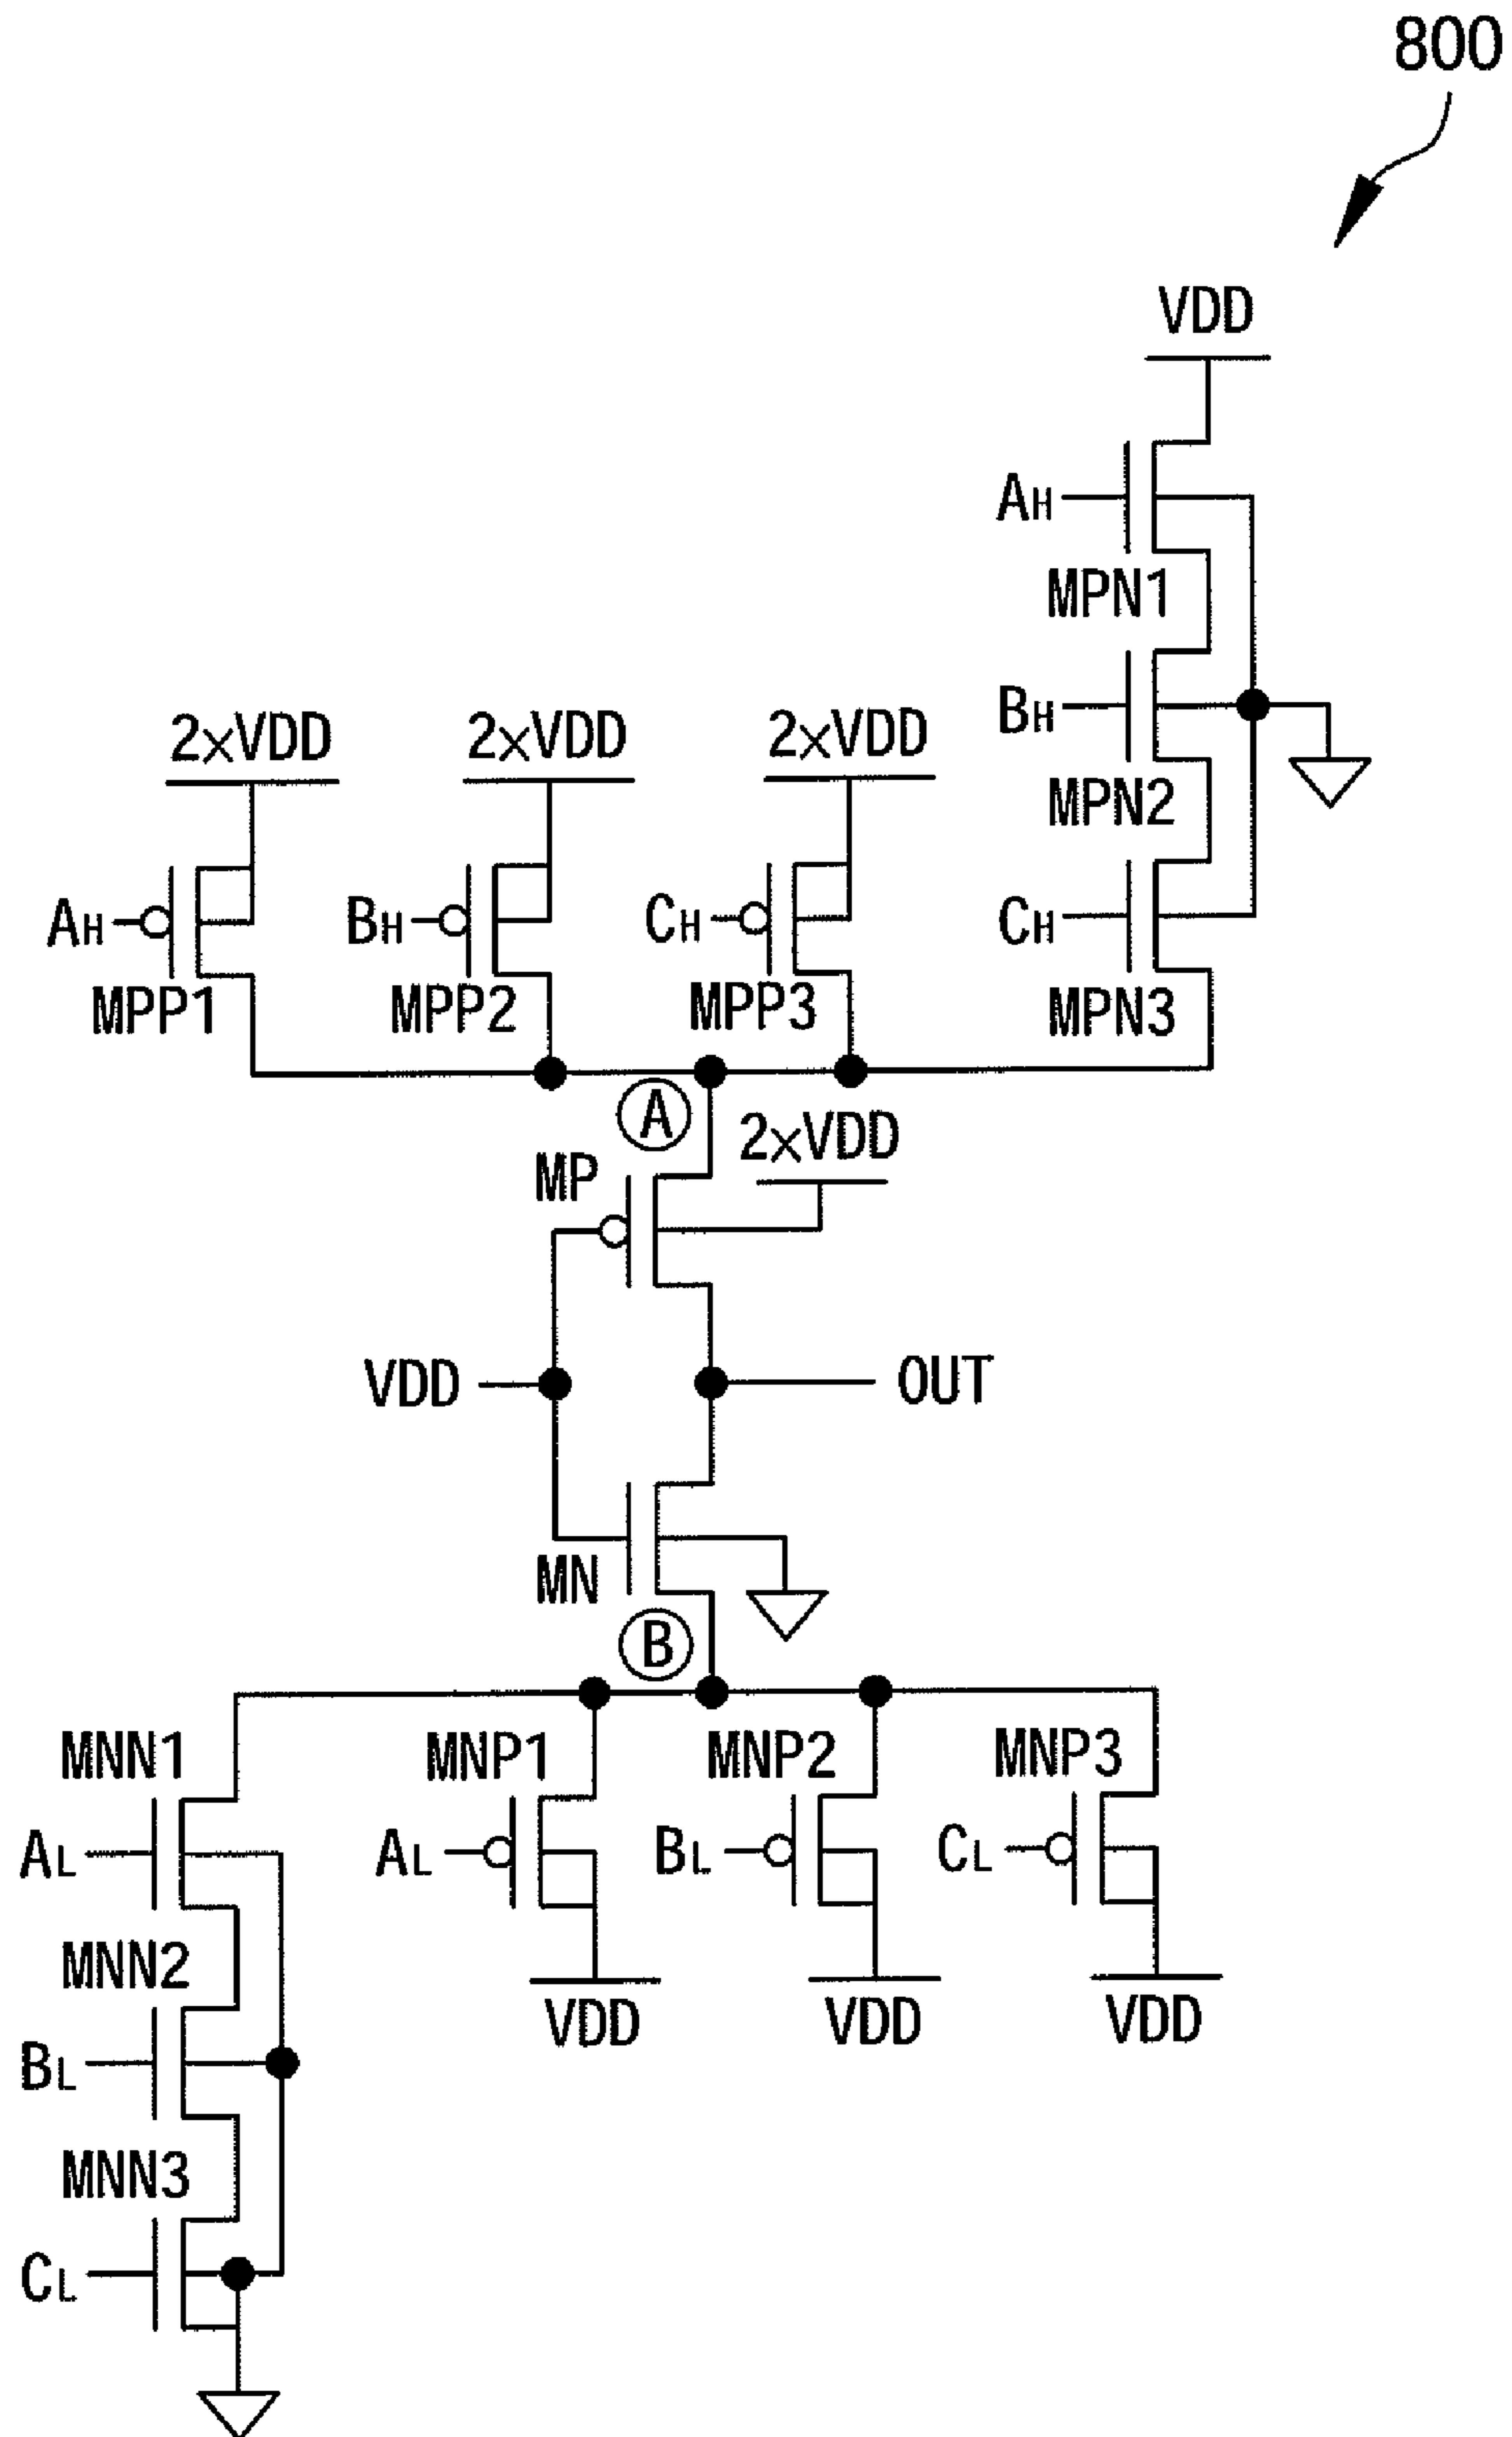 800
VDD
AH
MPN1
2×VDD 2×VDD 2×VDD
BH
MPN2
AH BH CH CH
MPP1 MPP2 MPP3 MPN3
A
2×VDD
MP
VDD OUT
MN
B
MNN1 MNP1 MNP2 MNP3
AL AL BL CL
MNN2
VDD VDD VDD
BL
MNN3
CL